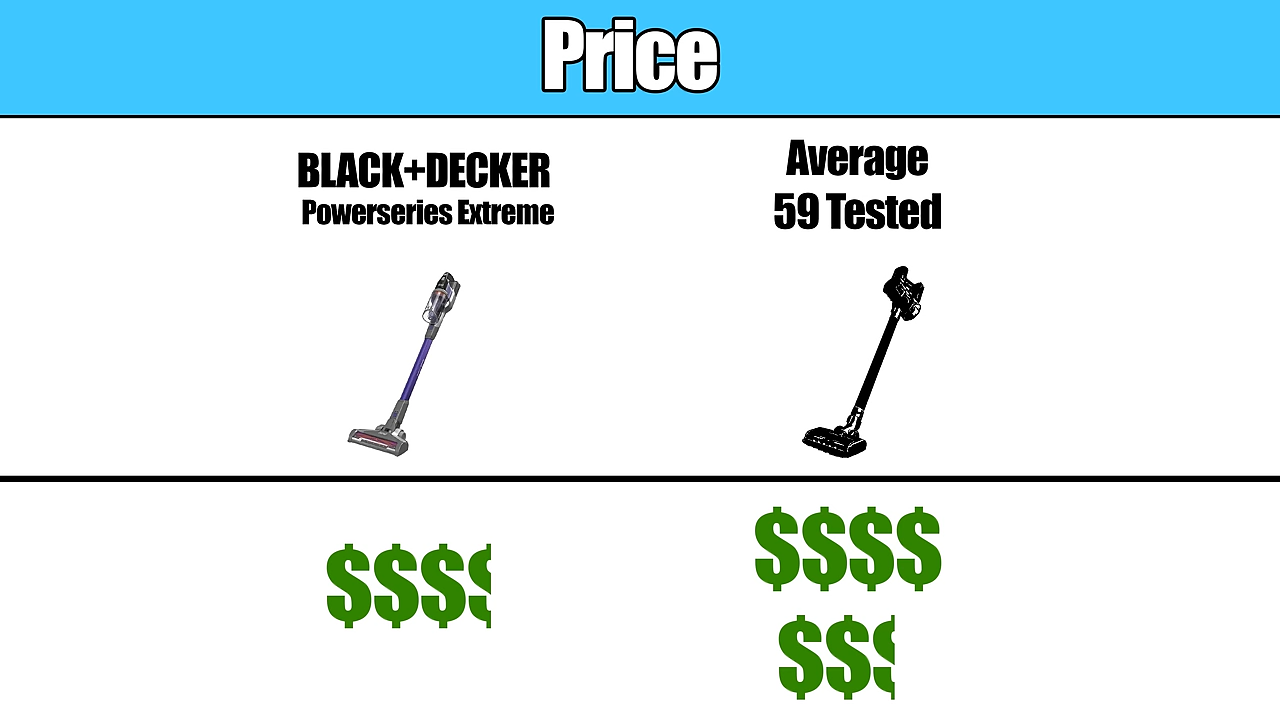 Price
BLACK+DECKER
Powerseries Extreme
Average
59 Tested
$$$$
$$$$
$$$